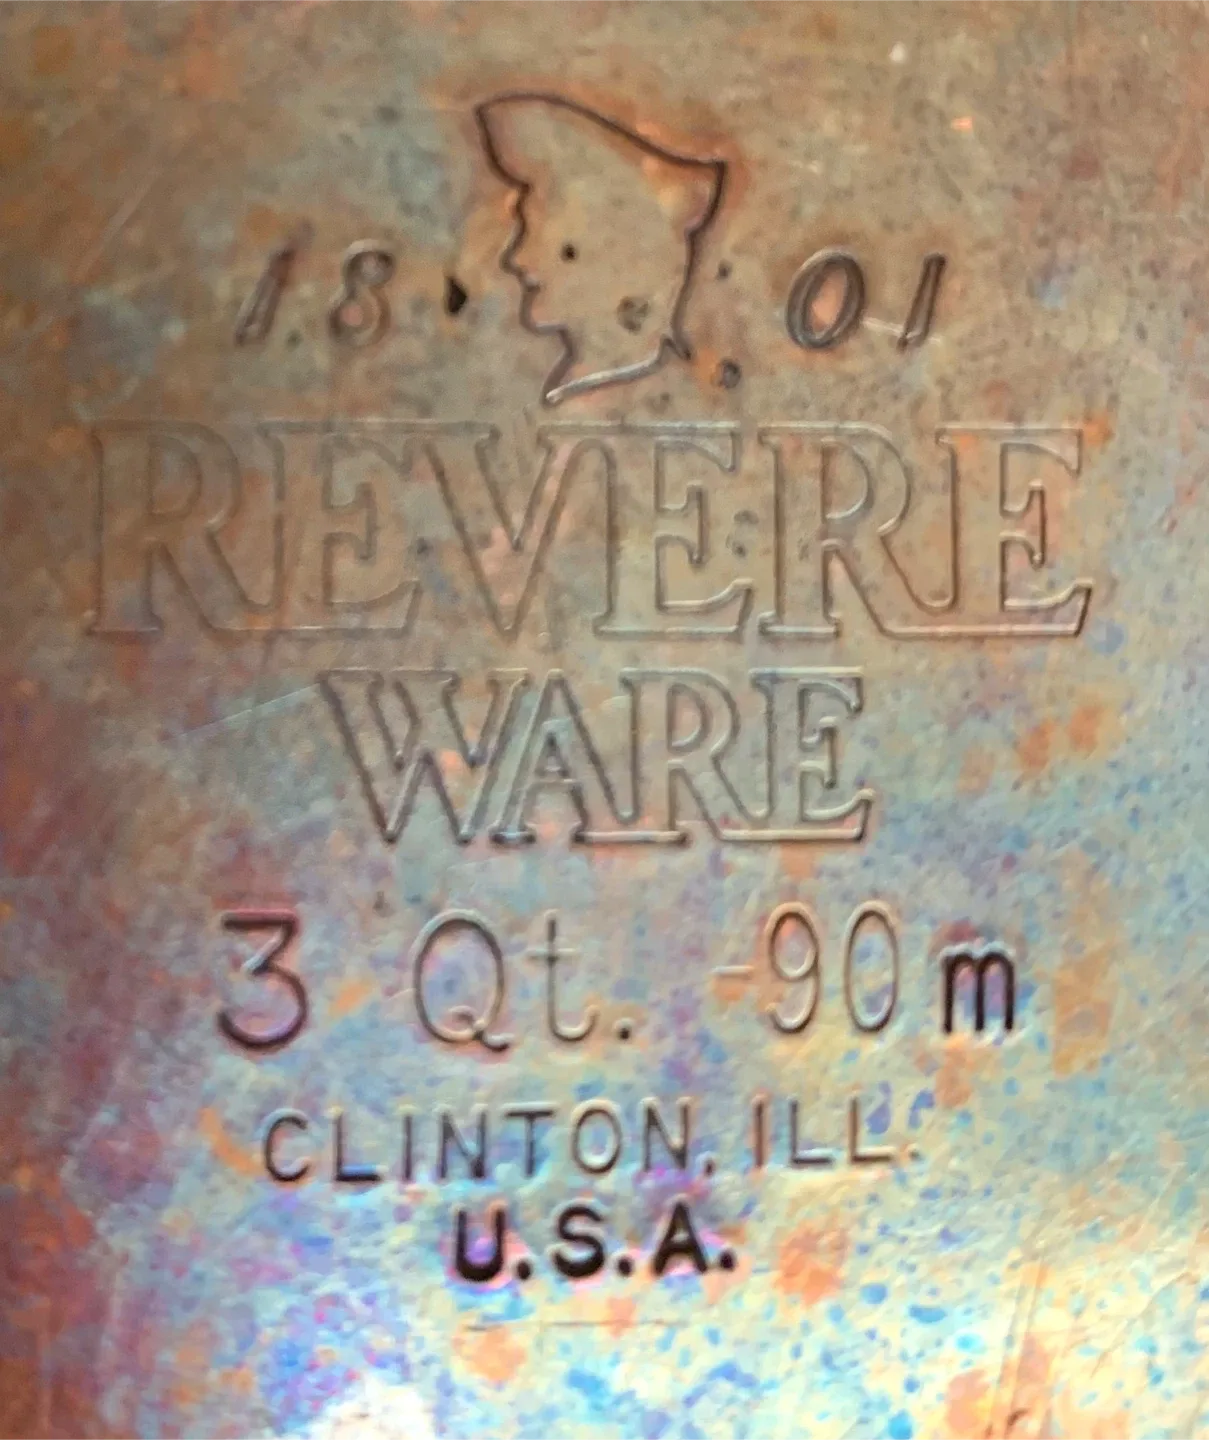 18 01
REVERE
WARE
3 Qt. -90 m
CLINTON, ILL.
U.S.A.